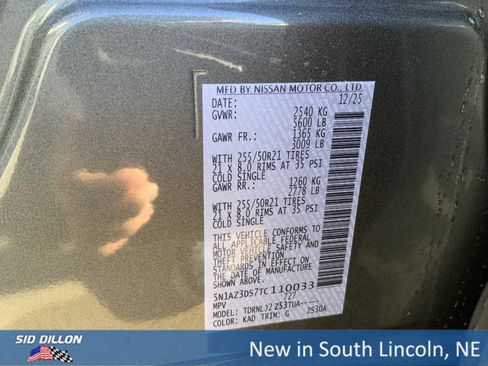 MFD BY NISSAN MOTOR CO., LTD
DATE: 12/25
GVWR: 2540 KG
5600 LB
GAWR FR.: 1365 KG
3009 LB
WITH 255/50R21 TIRES
21 X 8.0 RIMS AT 35 PSI
COLD SINGLE
GAWR RR.: 1260 KG
2778 LB
WITH 255/50R21 TIRES
21 X 8.0 RIMS AT 35 PSI
COLD SINGLE
THIS VEHICLE CONFORMS TO
ALL APPLICABLE FEDERAL
MOTOR VEHICLE SAFETY AND
THEFT PREVENTION
STANDARDS IN EFFECT ON
THE DATE OF MANUFACTURE
SHOWN ABOVE.
5N1AZ3DS7TC110033
MPV 727
MODEL: TDRNLJZ Z53TUA-----
COLOR: KAD TRIM: G Z530A
SID DILLON
New in South Lincoln, NE